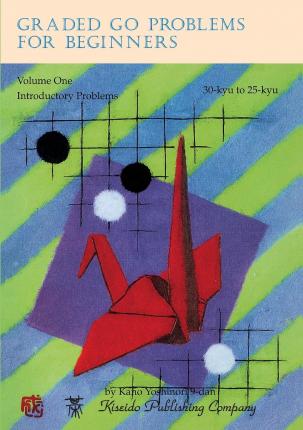 GRADED GO PROBLEMS
FOR BEGINNERS
Volume One
Introductory Problems
30-kyu to 25-kyu
by Kano Yoshinori 9-dan
Kiseido Publishing Company